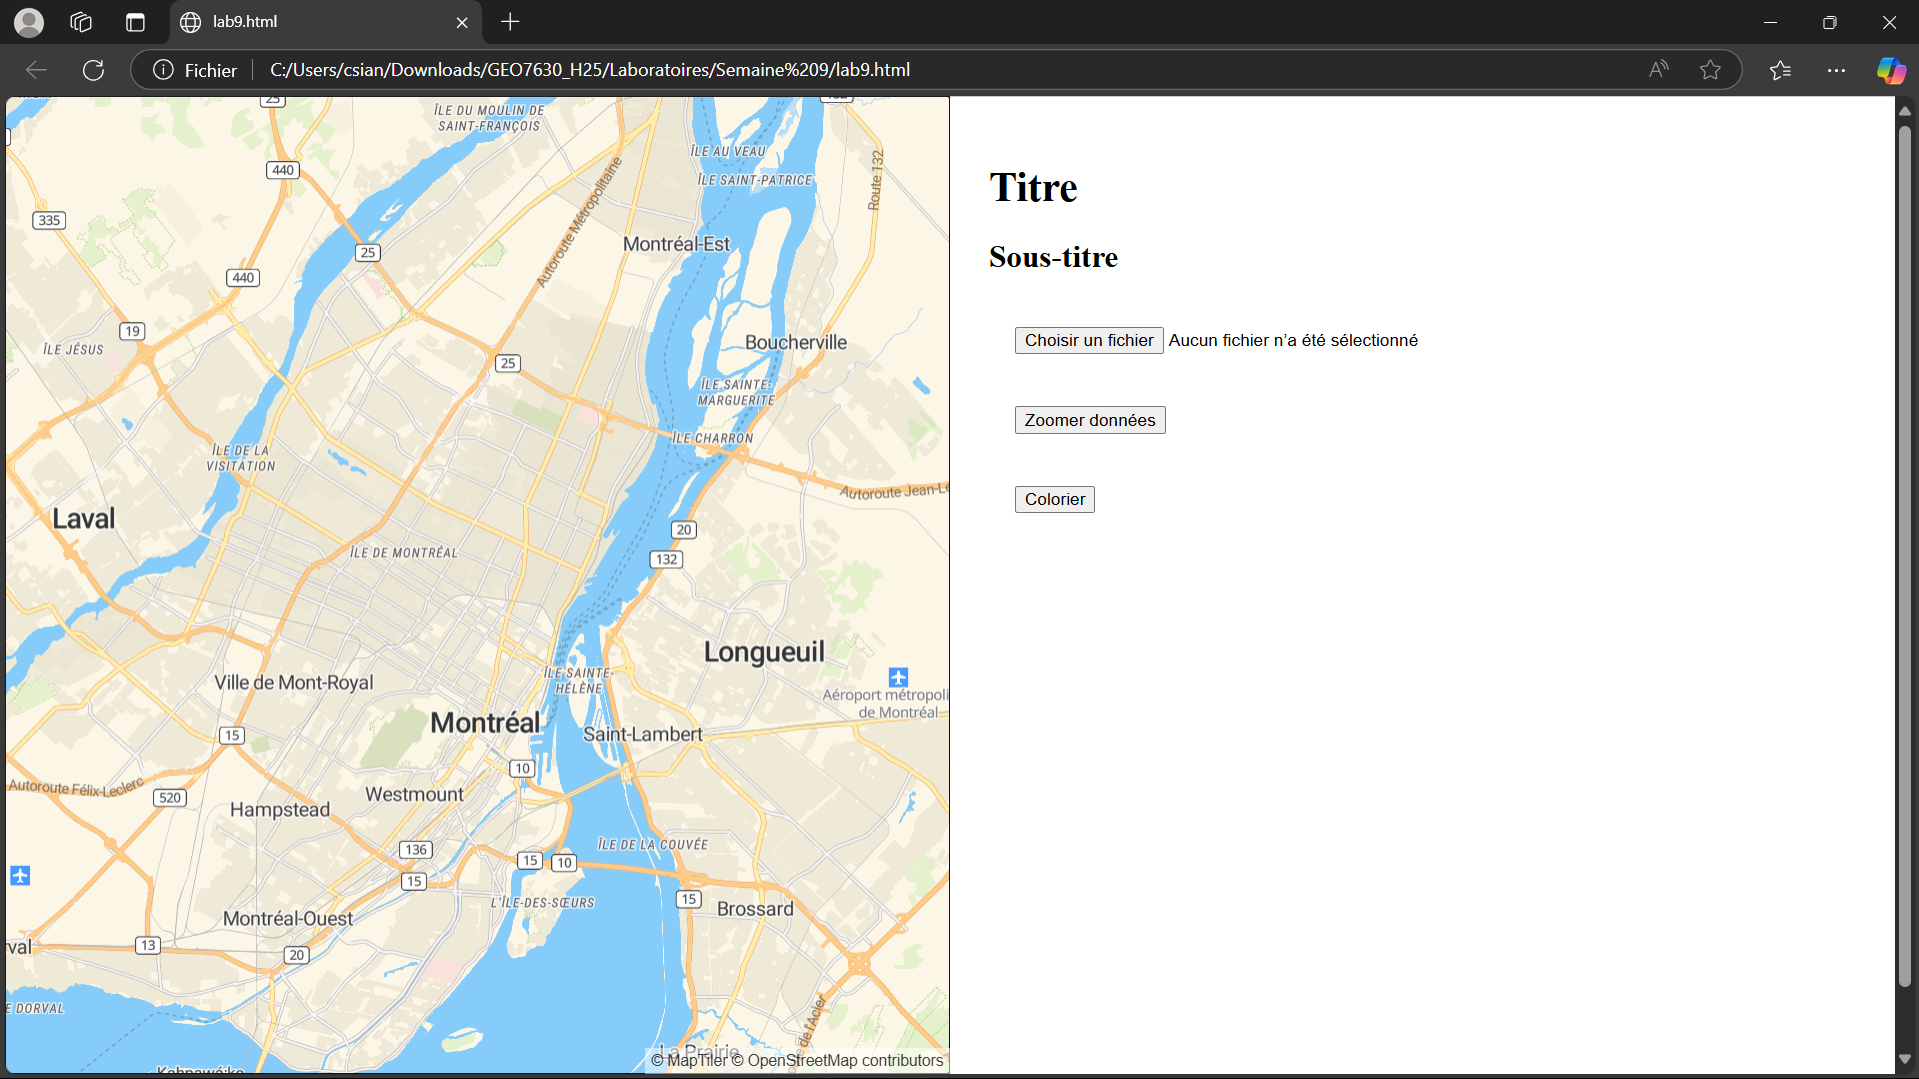 lab9.html
Fichier
C:/Users/csian/Downloads/GEO7630_H25/Laboratoires/Semaine%209/lab9.html
25
ÎLE DU MOULIN DE
SAINT-FRANÇOIS
440
ÎLE AU VEAU
ÎLE SAINT-PATRICE
Route 132
Autoroute Métropolitaine
335
25
Montréal-Est
440
19
ÎLE JÉSUS
25
Boucherville
ÎLE SAINTE-
MARGUERITE
ÎLE CHARRON
ÎLE DE LA
VISITATION
Autoroute Jean-Le
Laval
20
ÎLE DE MONTRÉAL
132
Longueuil
ÎLE SAINTE-
HÉLÈNE
Ville de Mont-Royal
Aéroport métropoli
de Montréal
Montréal
15
Saint-Lambert
10
Autoroute Félix-Leclerc
520
Westmount
Hampstead
136
ÎLE DE LA COUVÉE
15
10
15
L'ÎLE-DES-SŒURS
15
Brossard
Montréal-Ouest
13
rval
20
E DORVAL
de l'Acier
La Prairie
Kahnawá:ke
© MapTiler © OpenStreetMap contributors
Titre
Sous-titre
Choisir un fichier Aucun fichier n’a été sélectionné
Zoomer données
Colorier